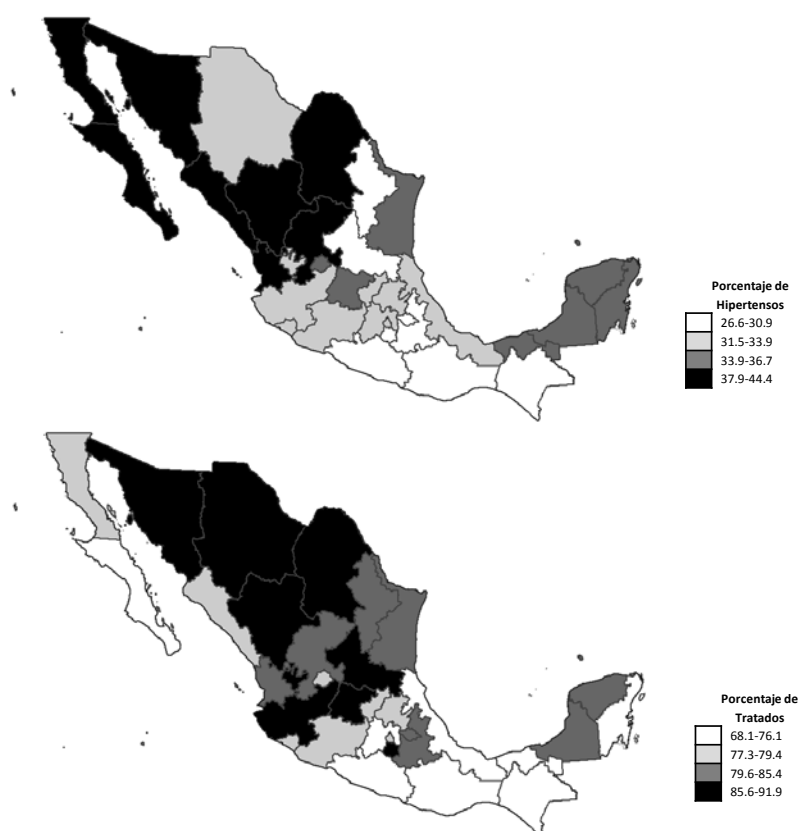 Porcentaje de
Hipertensos
26.6-30.9
31.5-33.9
33.9-36.7
37.9-44.4
Porcentaje de
Tratados
68.1-76.1
77.3-79.4
79.6-85.4
85.6-91.9